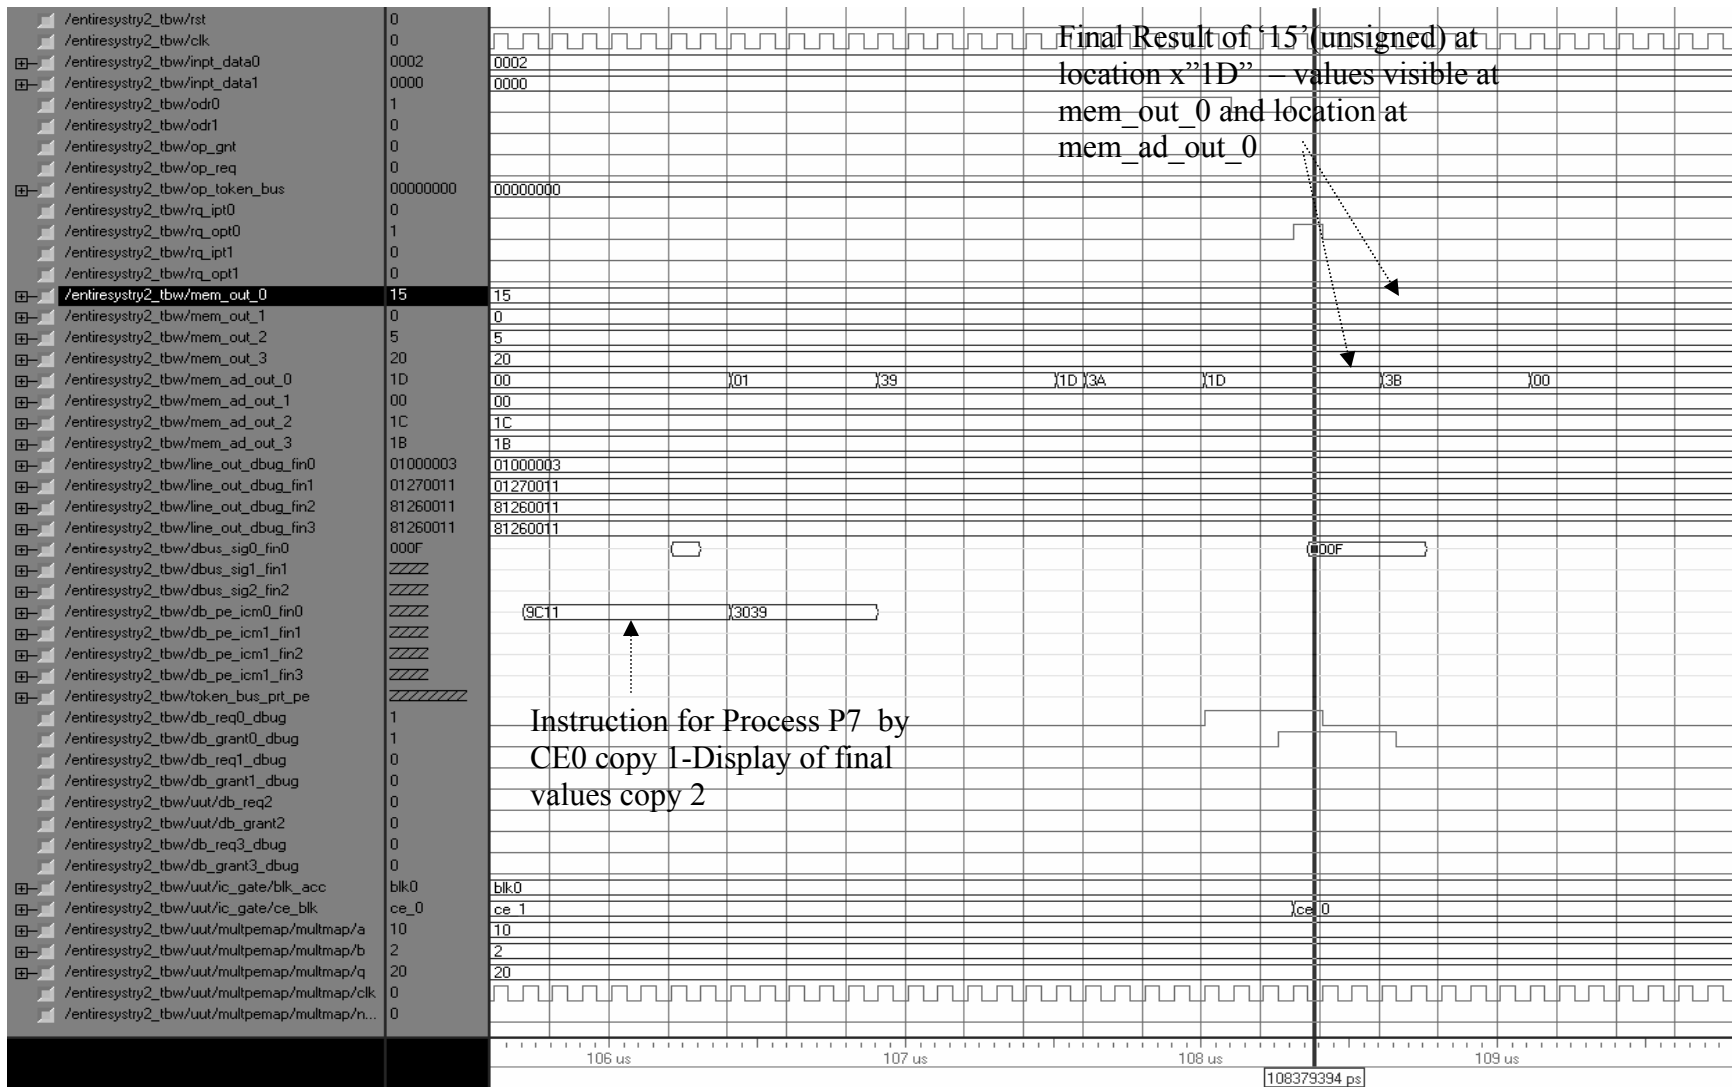 /entiresystry2_tbw/rst 0
/entiresystry2_tbw/clk 0
/entiresystry2_tbw/inpt_data0 0002 0002
/entiresystry2_tbw/inpt_data1 0000 0000
/entiresystry2_tbw/odr0 1
/entiresystry2_tbw/odr1 0
/entiresystry2_tbw/op_gnt 0
/entiresystry2_tbw/op_req 0
/entiresystry2_tbw/op_token_bus 00000000 00000000
/entiresystry2_tbw/rq_ipt0 0
/entiresystry2_tbw/rq_opt0 1
/entiresystry2_tbw/rq_ipt1 0
/entiresystry2_tbw/rq_opt1 0
/entiresystry2_tbw/mem_out_0 15 15
/entiresystry2_tbw/mem_out_1 0 0
/entiresystry2_tbw/mem_out_2 5 5
/entiresystry2_tbw/mem_out_3 20 20
/entiresystry2_tbw/mem_ad_out_0 1D 00 01 39 1D 3A 1D 3B 00
/entiresystry2_tbw/mem_ad_out_1 00 00
/entiresystry2_tbw/mem_ad_out_2 1C 1C
/entiresystry2_tbw/mem_ad_out_3 1B 1B
/entiresystry2_tbw/line_out_dbug_fin0 01000003 01000003
/entiresystry2_tbw/line_out_dbug_fin1 01270011 01270011
/entiresystry2_tbw/line_out_dbug_fin2 81260011 81260011
/entiresystry2_tbw/line_out_dbug_fin3 81260011 81260011
/entiresystry2_tbw/dbus_sig0_fin0 000F 000F
/entiresystry2_tbw/dbus_sig1_fin1
/entiresystry2_tbw/dbus_sig2_fin2
/entiresystry2_tbw/db_pe_icm0_fin0 9C11 3039
/entiresystry2_tbw/db_pe_icm1_fin1
/entiresystry2_tbw/db_pe_icm1_fin2
/entiresystry2_tbw/db_pe_icm1_fin3
/entiresystry2_tbw/token_bus_prt_pe
/entiresystry2_tbw/db_req0_dbug 1
/entiresystry2_tbw/db_grant0_dbug 1
/entiresystry2_tbw/db_req1_dbug 0
/entiresystry2_tbw/db_grant1_dbug 0
/entiresystry2_tbw/uut/db_req2 0
/entiresystry2_tbw/uut/db_grant2 0
/entiresystry2_tbw/db_req3_dbug 0
/entiresystry2_tbw/db_grant3_dbug 0
/entiresystry2_tbw/uut/ic_gate/blk_acc blk0 blk0
/entiresystry2_tbw/uut/ic_gate/ce_blk ce_0 ce_1 ce_0
/entiresystry2_tbw/uut/multpemap/multmap/a 10 10
/entiresystry2_tbw/uut/multpemap/multmap/b 2 2
/entiresystry2_tbw/uut/multpemap/multmap/q 20 20
/entiresystry2_tbw/uut/multpemap/multmap/clk 0
/entiresystry2_tbw/uut/multpemap/multmap/n... 0
Final Result of ‘15’(unsigned) at
location x”1D” – values visible at
mem_out_0 and location at
mem_ad_out_0
Instruction for Process P7 by
CE0 copy 1-Display of final
values copy 2
106 us 107 us 108 us 109 us
108379394 ps